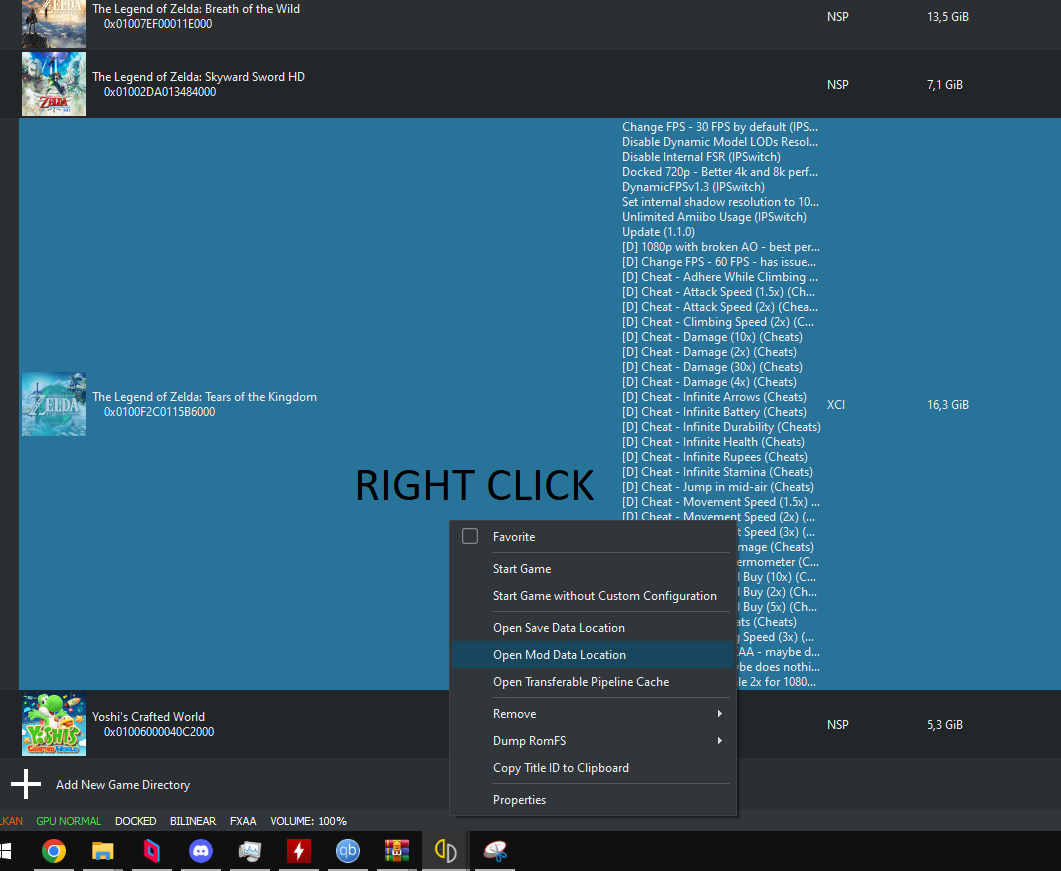 The Legend of Zelda: Breath of the Wild
NSP
13,5 GiB
0x01007EF00011E000
The Legend of Zelda: Skyward Sword HD
NSP
7,1 GiB
0x01002DA013484000
Change FPS - 30 FPS by default (IPS...
Disable Dynamic Model LODs Resol...
Disable Internal FSR (IPSwitch)
Docked 720p - Better 4k and 8k perf...
DynamicFPSv1.3 (IPSwitch)
Set internal shadow resolution to 10...
Unlimited Amiibo Usage (IPSwitch)
Update (1.1.0)
[D] 1080p with broken AO - best per...
[D] Change FPS - 60 FPS - has issue...
[D] Cheat - Adhere While Climbing ...
[D] Cheat - Attack Speed (1.5x) (Ch...
[D] Cheat - Attack Speed (2x) (Chea...
[D] Cheat - Climbing Speed (2x) (C...
[D] Cheat - Damage (10x) (Cheats)
[D] Cheat - Damage (2x) (Cheats)
[D] Cheat - Damage (30x) (Cheats)
[D] Cheat - Damage (4x) (Cheats)
[D] Cheat - Infinite Arrows (Cheats)
[D] Cheat - Infinite Battery (Cheats)
[D] Cheat - Infinite Durability (Cheats)
[D] Cheat - Infinite Health (Cheats)
[D] Cheat - Infinite Rupees (Cheats)
[D] Cheat - Infinite Stamina (Cheats)
[D] Cheat - Jump in mid-air (Cheats)
[D] Cheat - Movement Speed (1.5x) ...
[D] Cheat - Movement Speed (2x) (...
t Speed (3x) (...
mage (Cheats)
ermometer (C...
l Buy (10x) (C...
l Buy (2x) (Ch...
l Buy (5x) (Ch...
ats (Cheats)
g Speed (3x) (...
AA - maybe d...
ybe does nothi...
le 2x for 1080...
ZELDA
The Legend of Zelda: Tears of the Kingdom
0x0100F2C0115B6000
XCI
16,3 GiB
RIGHT CLICK
Favorite
Start Game
Start Game without Custom Configuration
Open Save Data Location
Open Mod Data Location
Open Transferable Pipeline Cache
Remove
Dump RomFS
Copy Title ID to Clipboard
Properties
YOSHI'S
CRAFTED WORLD
Yoshi's Crafted World
0x01006000040C2000
NSP
5,3 GiB
Add New Game Directory
LKAN
GPU NORMAL
DOCKED
BILINEAR
FXAA
VOLUME: 100%
qb